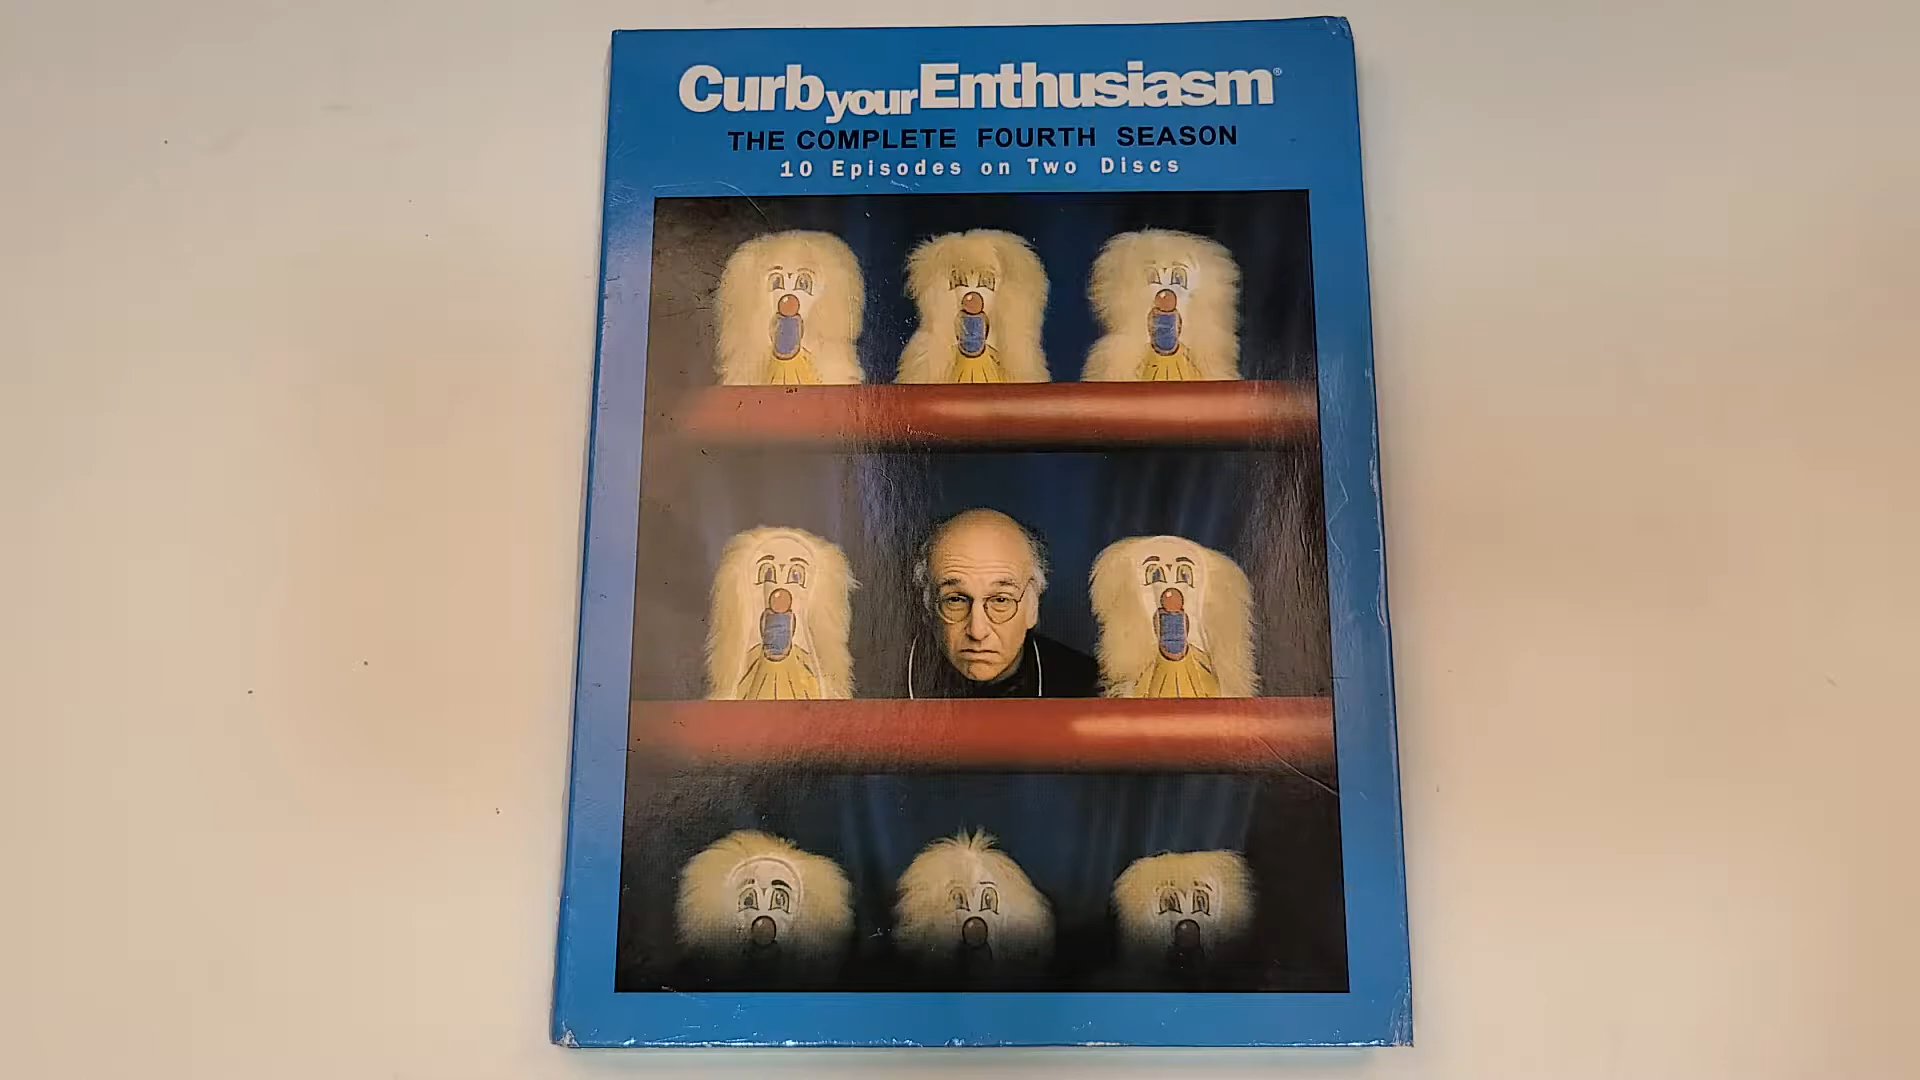 Curb your Enthusiasm®
THE COMPLETE FOURTH SEASON
10 Episodes on Two Discs